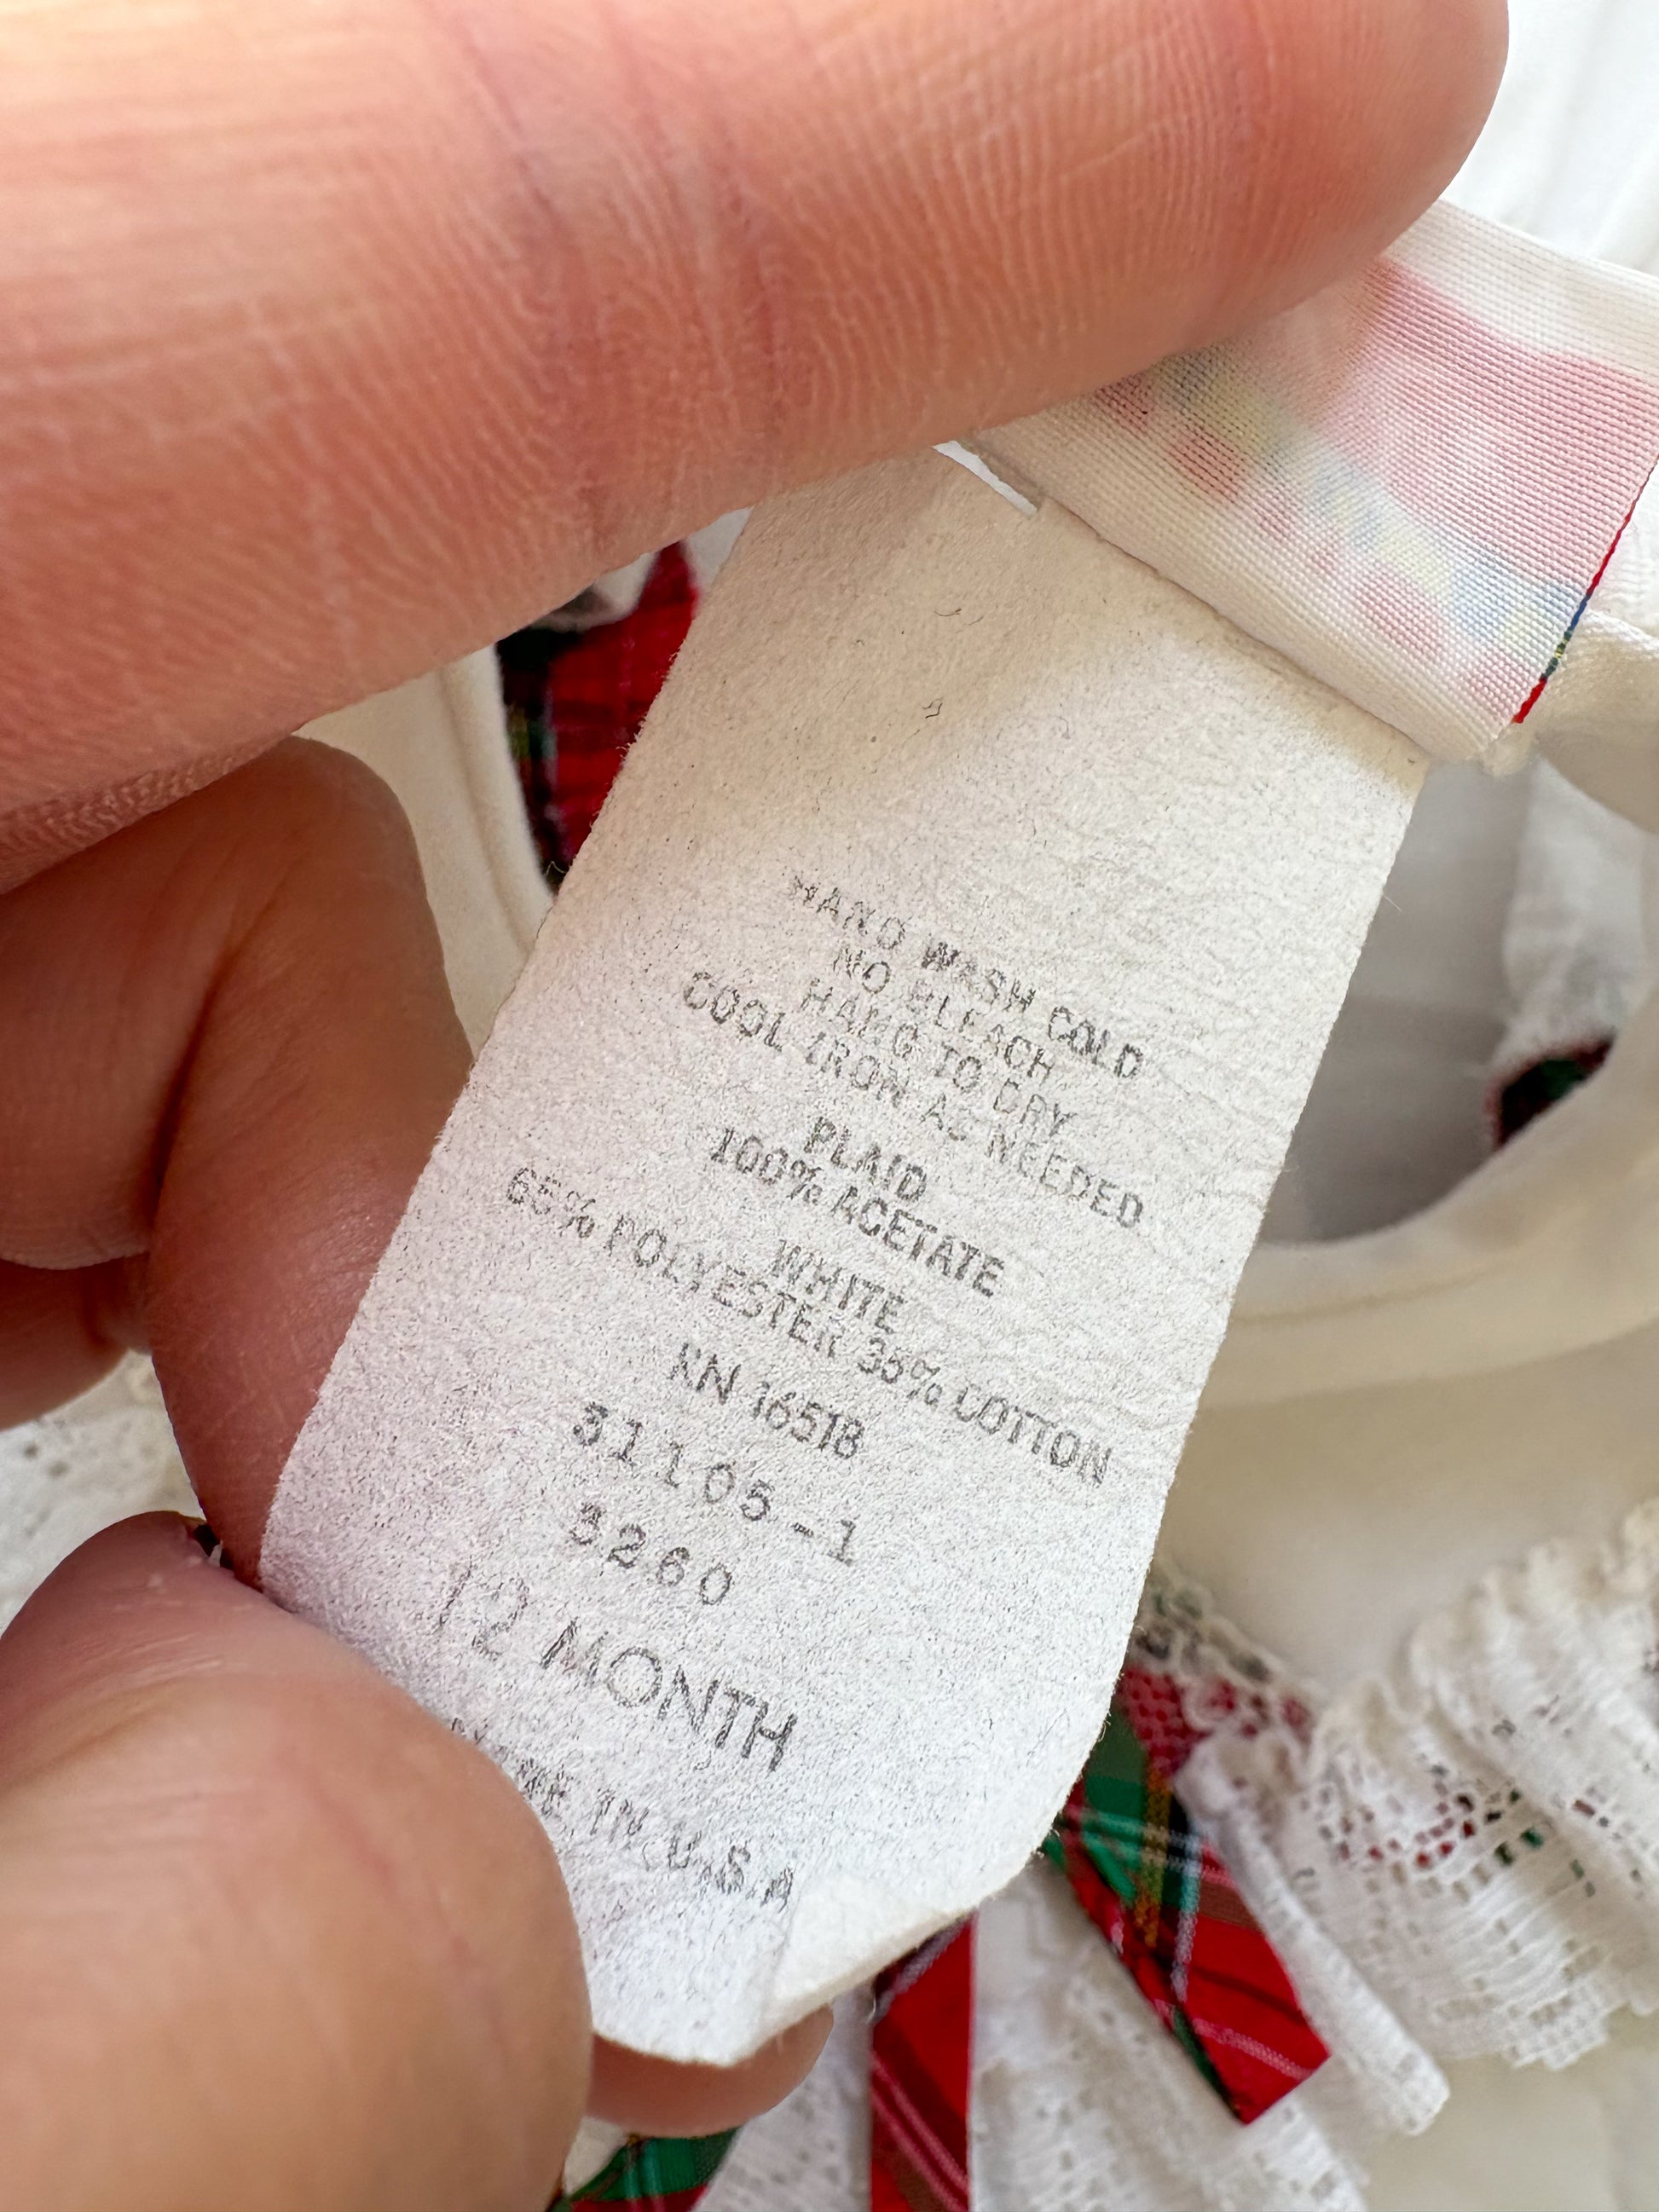 HAND WASH COLD
NO BLEACH
HANG TO DRY
COOL IRON AS NEEDED
PLAID
100% ACETATE
WHITE
65% POLYESTER 35% COTTON
RN 16518
31105-1
3260
12 MONTH
MADE IN U.S.A